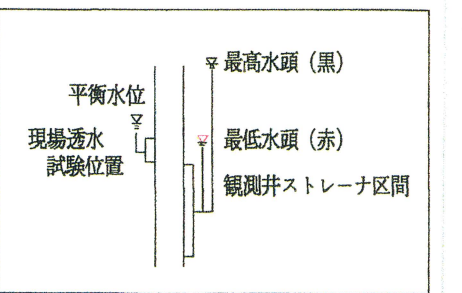 最高水頭（黒）
平衡水位
現場透水
試験位置
最低水頭（赤）
観測井ストレーナ区間